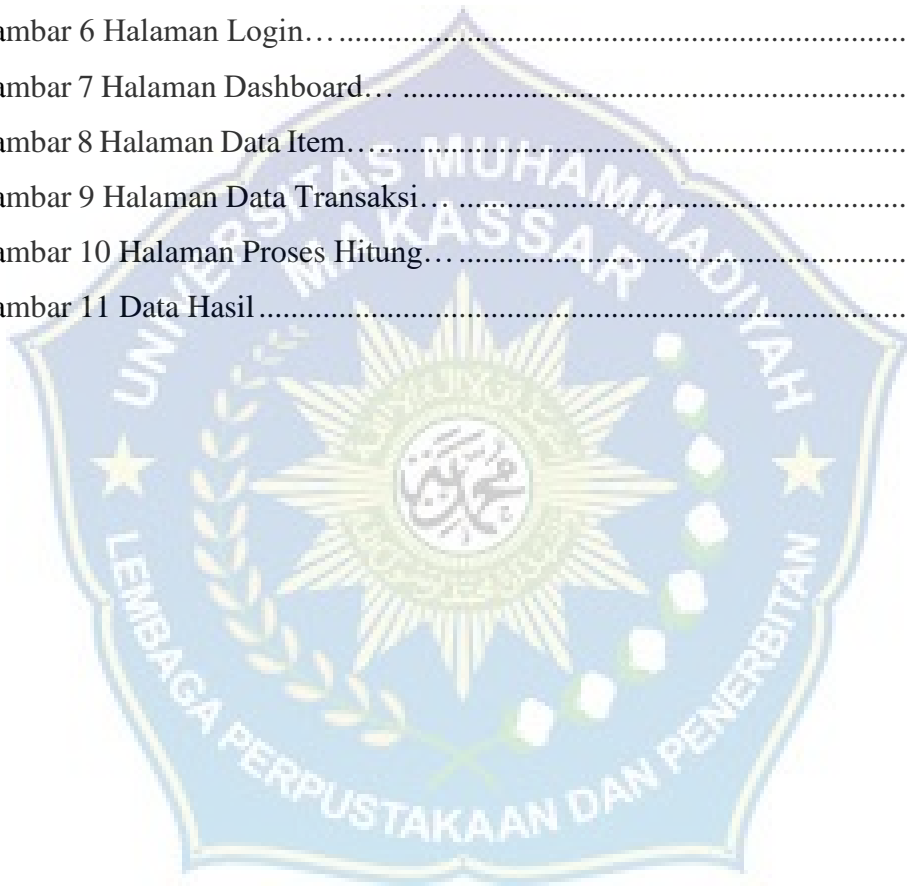 ambar 6 Halaman Login… ....................................................................
ambar 7 Halaman Dashboard… ...............................................................
ambar 8 Halaman Data Item…..................................................................
ambar 9 Halaman Data Transaksi… ........................................................
ambar 10 Halaman Proses Hitung… ........................................................
ambar 11 Data Hasil .................................................................................
UNIVERSITAS MUHAMMADIYAH
MAKASSAR
LEMBAGA PERPUSTAKAAN DAN PENERBITAN